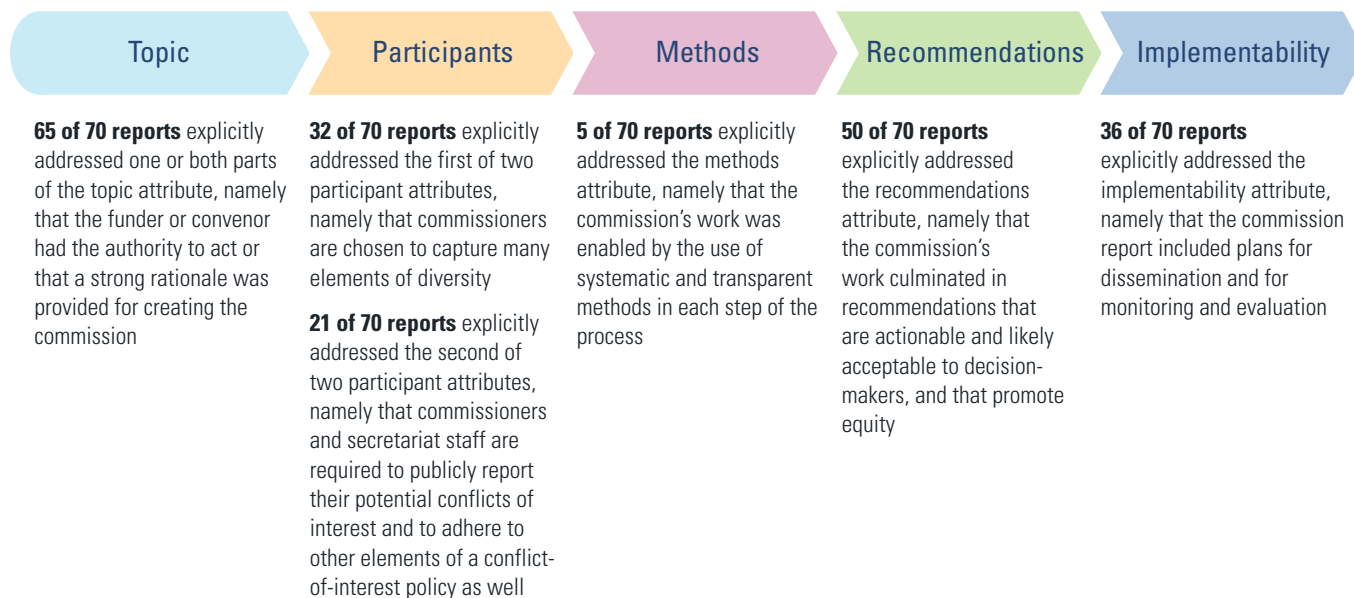 Topic
Participants
Methods
Recommendations
Implementability
65 of 70 reports explicitly
addressed one or both parts
of the topic attribute, namely
that the funder or convenor
had the authority to act or
that a strong rationale was
provided for creating the
commission
32 of 70 reports explicitly
addressed the first of two
participant attributes,
namely that commissioners
are chosen to capture many
elements of diversity
21 of 70 reports explicitly
addressed the second of
two participant attributes,
namely that commissioners
and secretariat staff are
required to publicly report
their potential conflicts of
interest and to adhere to
other elements of a conflict-
of-interest policy as well
5 of 70 reports explicitly
addressed the methods
attribute, namely that the
commission’s work was
enabled by the use of
systematic and transparent
methods in each step of the
process
50 of 70 reports
explicitly addressed
the recommendations
attribute, namely that
the commission’s
work culminated in
recommendations that
are actionable and likely
acceptable to decision-
makers, and that promote
equity
36 of 70 reports
explicitly addressed the
implementability attribute,
namely that the commission
report included plans for
dissemination and for
monitoring and evaluation